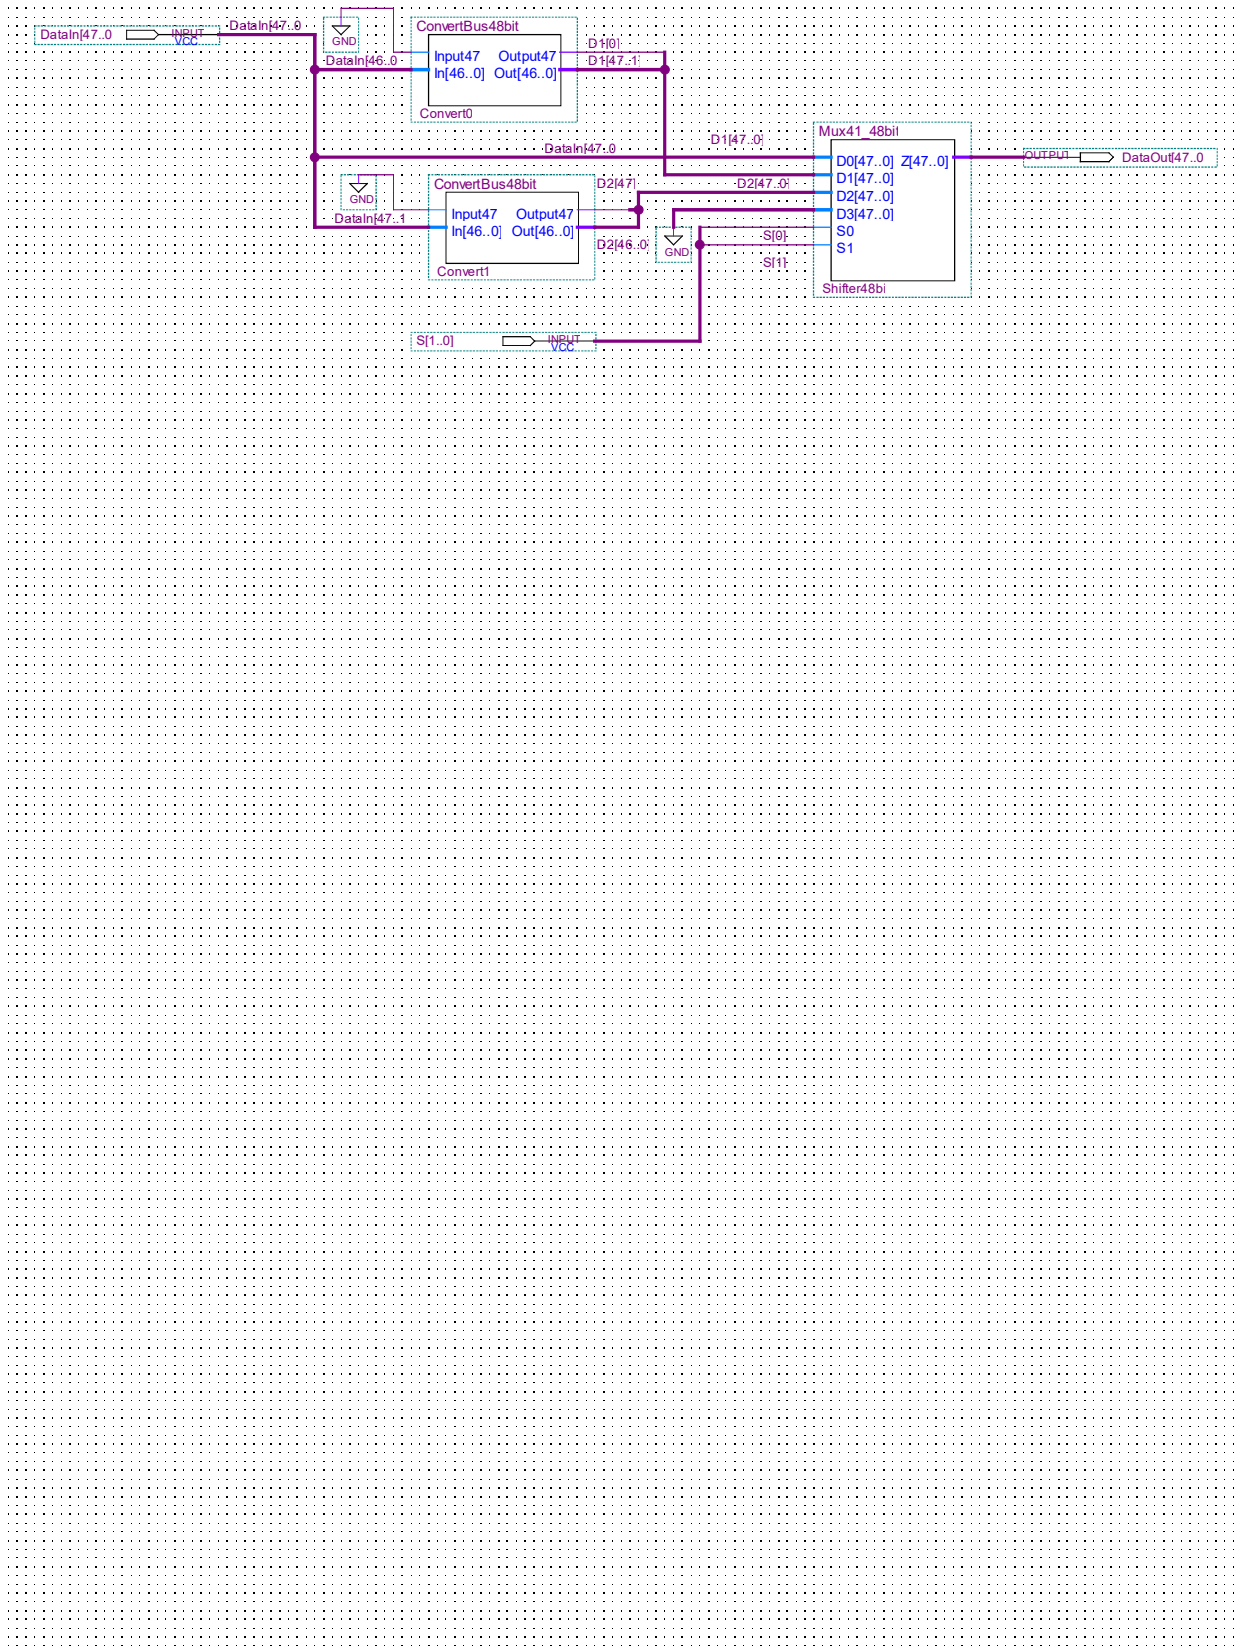 DataIn[47..0
INPUT
VCC
DataIn[47..0
GND
DataIn[46..0
ConvertBus48bit
Input47
Output47
In[46..0]
Out[46..0]
Convert0
D1[0]
D1[47..1]
DataIn[47..0
D1[47..0]
Mux41_48bit
D0[47..0]
Z[47..0]
D1[47..0]
D2[47..0]
D3[47..0]
S0
S1
Shifter48bi
OUTPUT
DataOut[47..0
GND
DataIn[47..1
ConvertBus48bit
Input47
Output47
In[46..0]
Out[46..0]
Convert1
D2[47]
D2[46..0]
D2[47..0]
GND
S[0]
S[1]
S[1..0]
INPUT
VCC